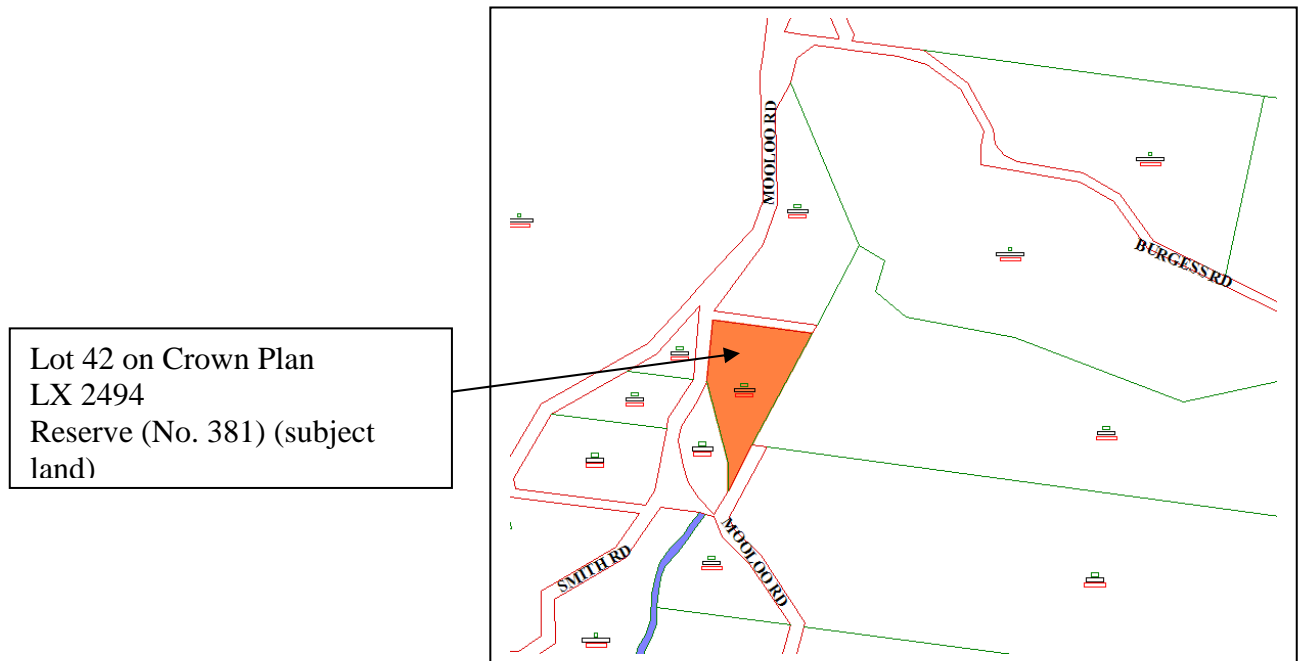 Lot 42 on Crown Plan
LX 2494
Reserve (No. 381) (subject
land)
MOOLOO RD
BURGESS RD
SMITH RD
MOOLOO RD